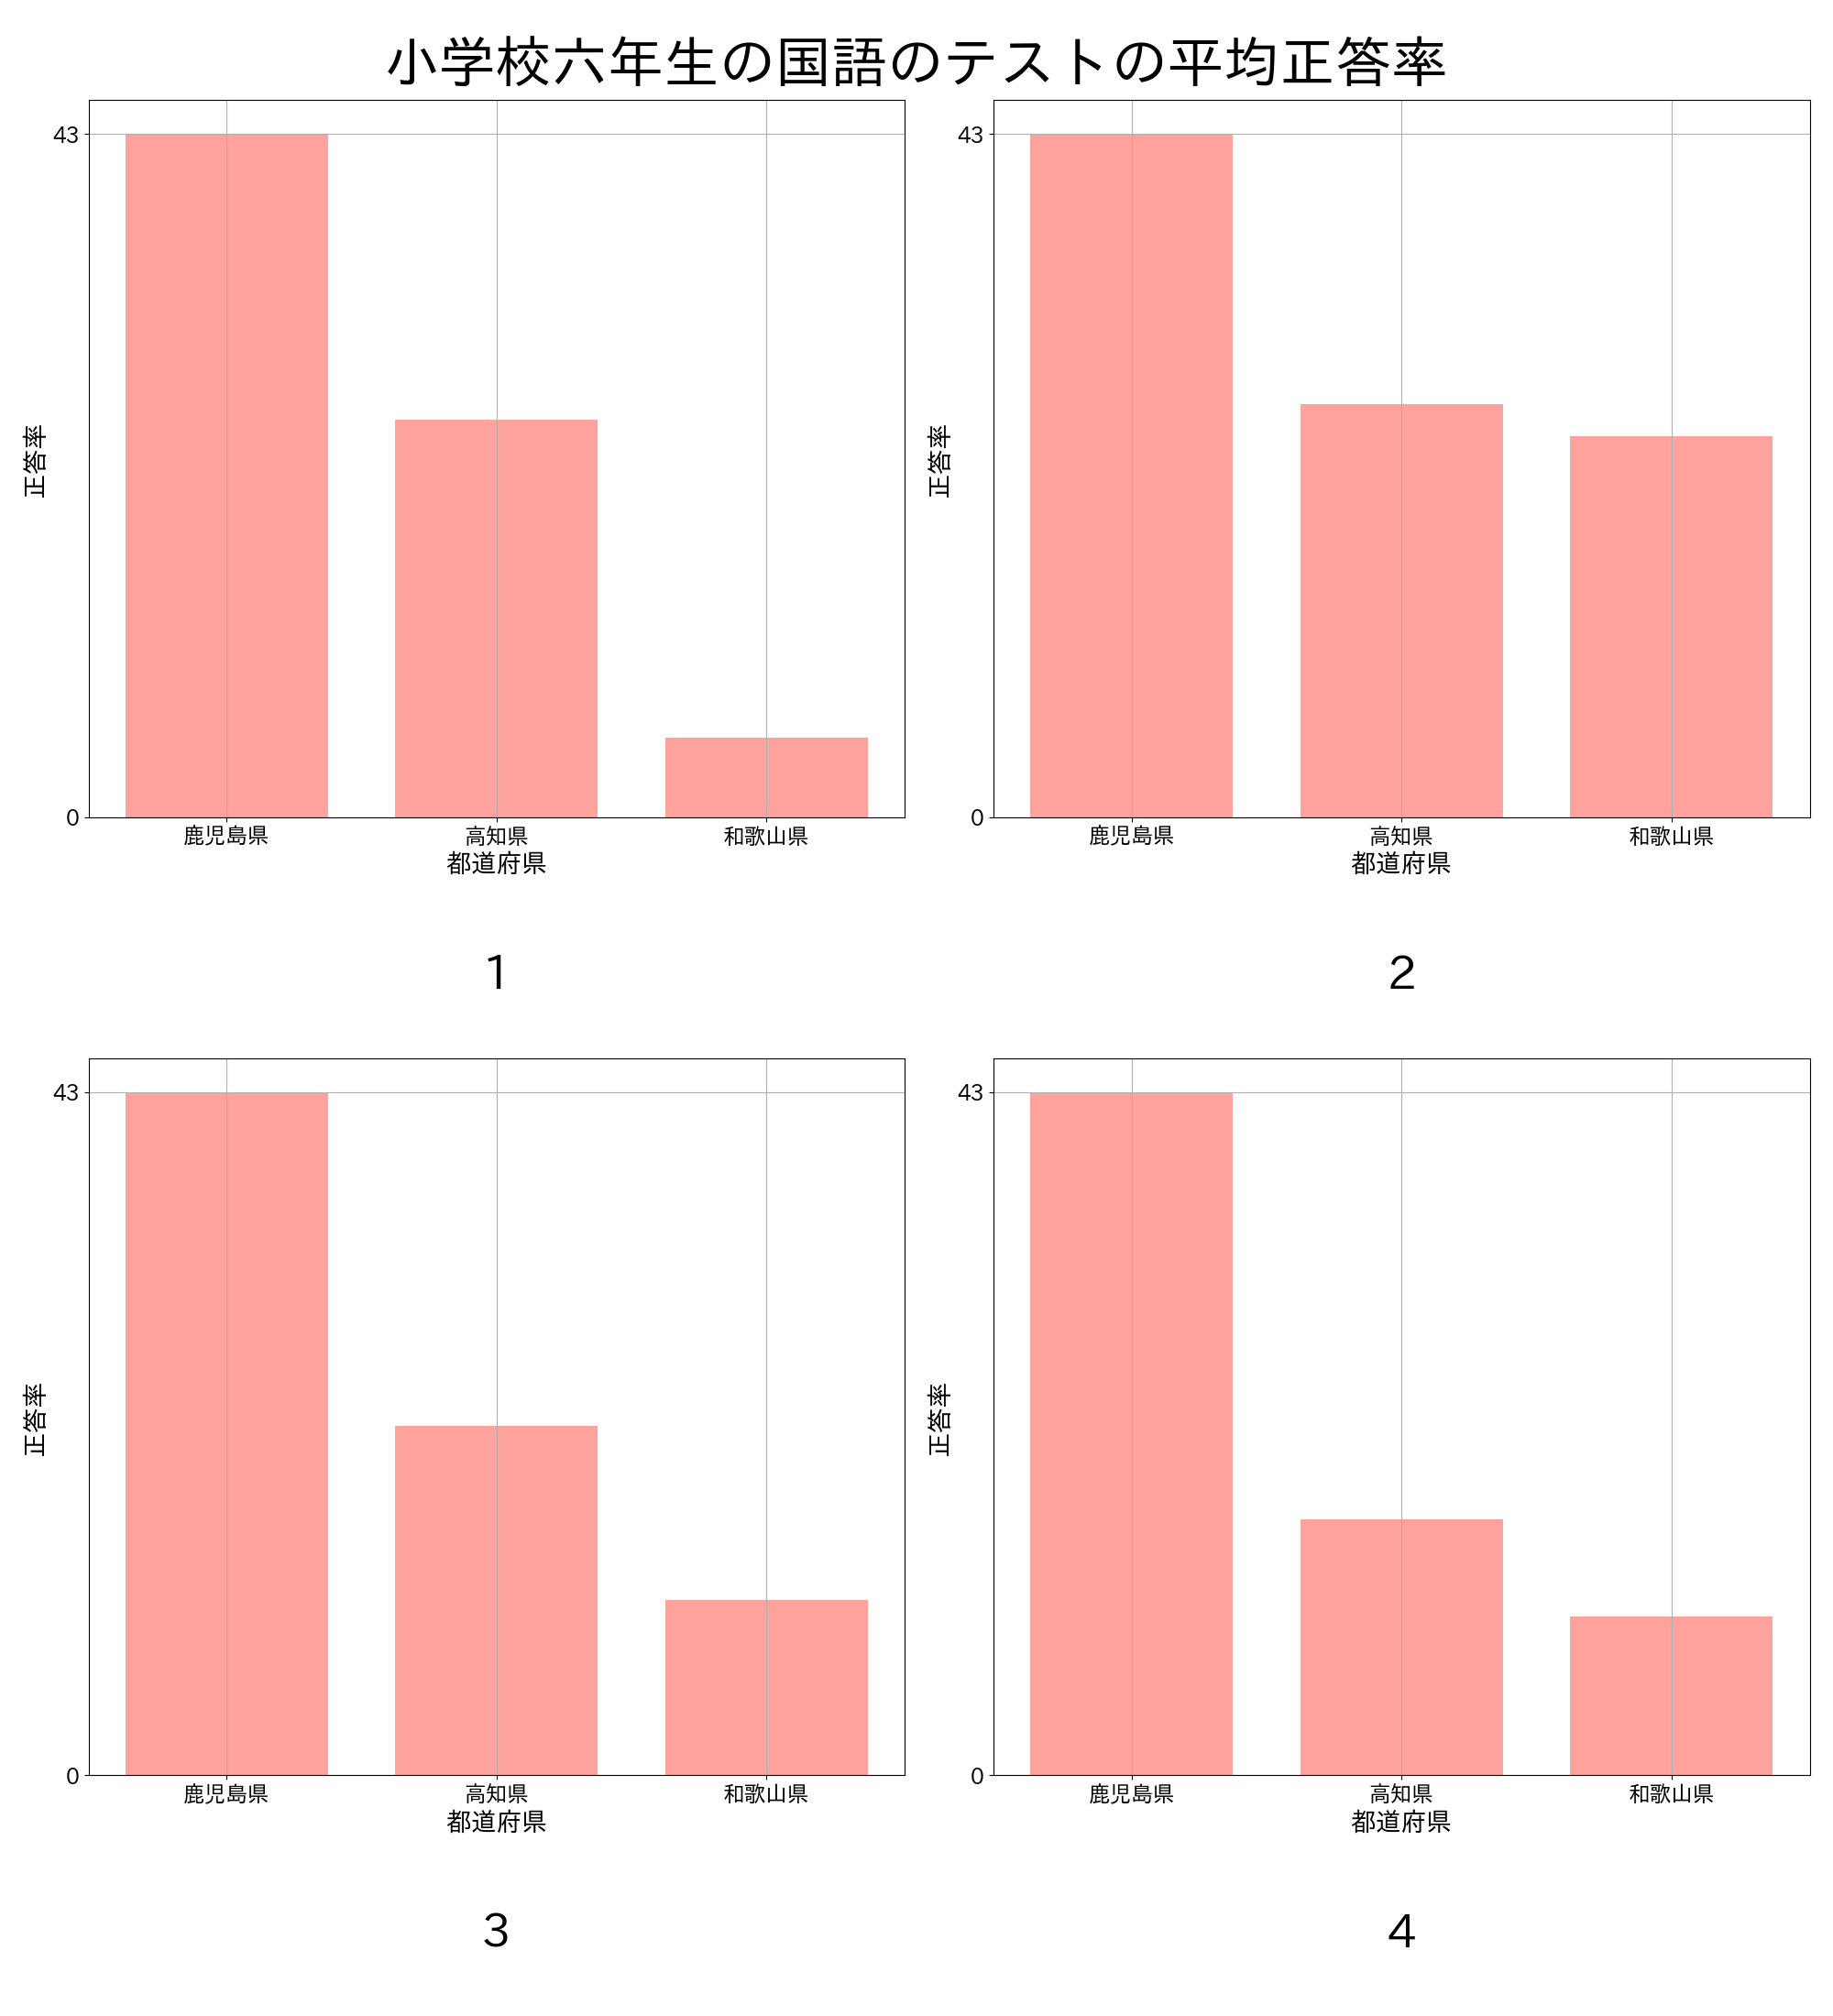 小学校六年生の国語のテストの平均正答率
43
0
正答率
鹿児島県 高知県 和歌山県
都道府県
1
43
0
正答率
鹿児島県 高知県 和歌山県
都道府県
2
43
0
正答率
鹿児島県 高知県 和歌山県
都道府県
3
43
0
正答率
鹿児島県 高知県 和歌山県
都道府県
4